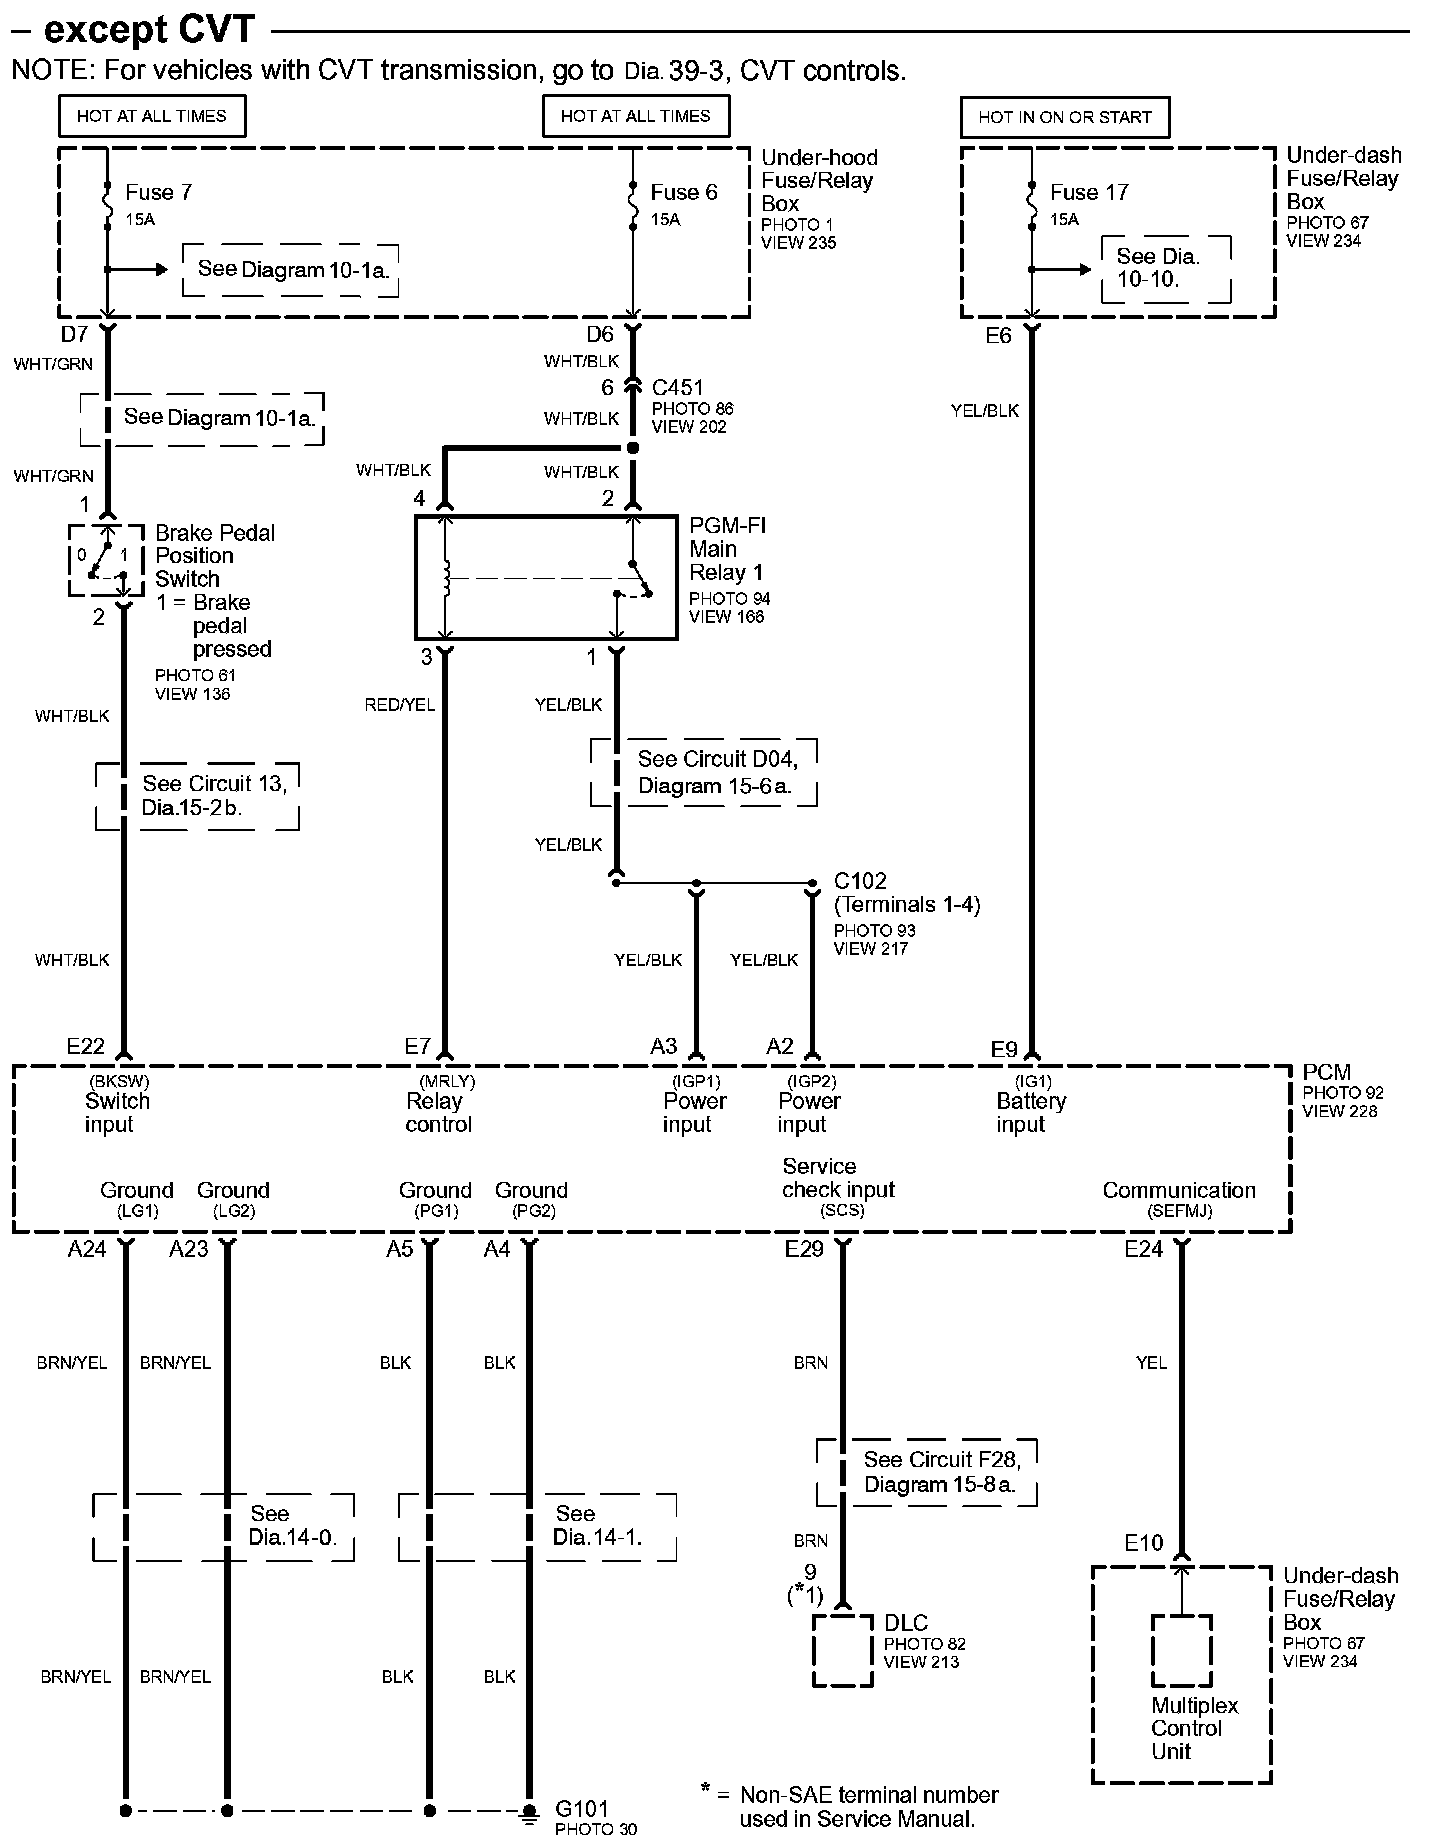 – except CVT
NOTE: For vehicles with CVT transmission, go to Dia. 39-3, CVT controls.
HOT AT ALL TIMES
HOT AT ALL TIMES
HOT IN ON OR START
Fuse 7
15A
See Diagram 10-1a.
Fuse 6
15A
Under-hood
Fuse/Relay
Box
PHOTO 1
VIEW 235
Fuse 17
15A
See Dia.
10-10.
Under-dash
Fuse/Relay
Box
PHOTO 67
VIEW 234
D7
D6
E6
WHT/GRN
WHT/BLK
6
C451
PHOTO 86
VIEW 202
YEL/BLK
See Diagram 10-1a.
WHT/BLK
WHT/GRN
WHT/BLK
WHT/BLK
1
4
2
0
1
Brake Pedal
Position
Switch
1 = Brake
pedal
pressed
PHOTO 61
VIEW 136
PGM-FI
Main
Relay 1
PHOTO 94
VIEW 166
2
3
1
WHT/BLK
RED/YEL
YEL/BLK
See Circuit 13,
Dia.15-2b.
See Circuit D04,
Diagram 15-6a.
YEL/BLK
C102
(Terminals 1-4)
PHOTO 93
VIEW 217
WHT/BLK
YEL/BLK
YEL/BLK
E22
E7
A3
A2
E9
(BKSW)
Switch
input
(MRLY)
Relay
control
(IGP1)
Power
input
(IGP2)
Power
input
(IG1)
Battery
input
PCM
PHOTO 92
VIEW 228
Ground
(LG1)
Ground
(LG2)
Ground
(PG1)
Ground
(PG2)
Service
check input
(SCS)
Communication
(SEFMJ)
A24
A23
A5
A4
E29
E24
BRN/YEL
BRN/YEL
BLK
BLK
BRN
YEL
See
Dia.14-0.
See
Dia.14-1.
See Circuit F28,
Diagram 15-8a.
BRN
E10
9
(*1)
DLC
PHOTO 82
VIEW 213
Under-dash
Fuse/Relay
Box
PHOTO 67
VIEW 234
BRN/YEL
BRN/YEL
BLK
BLK
Multiplex
Control
Unit
G101
PHOTO 30
* = Non-SAE terminal number
used in Service Manual.